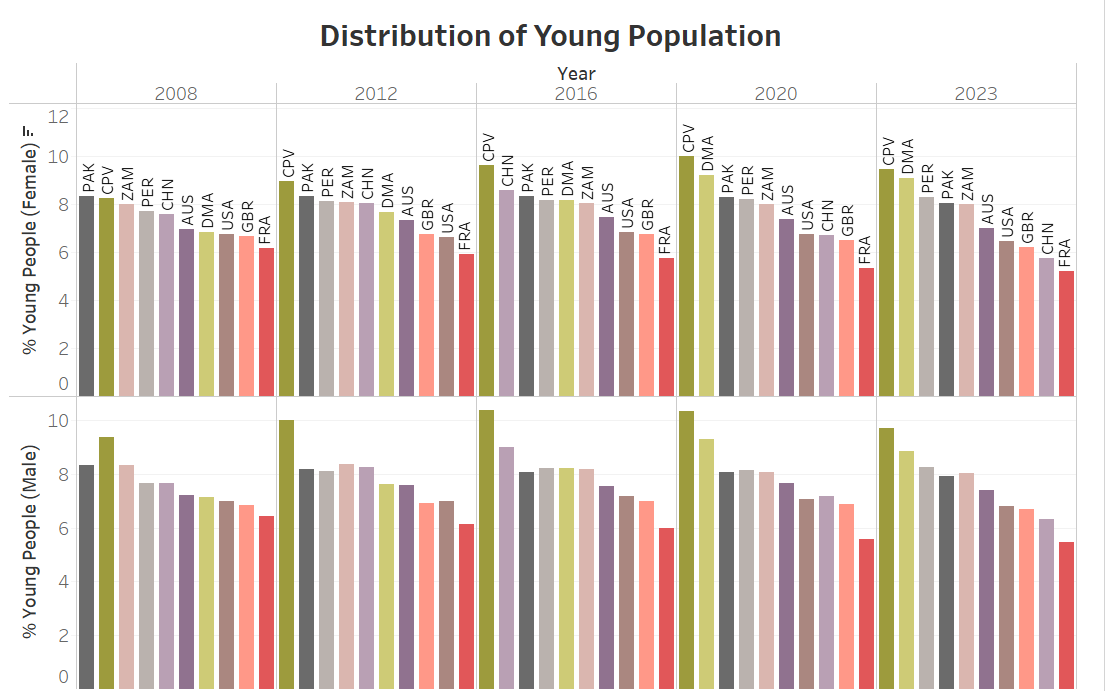 Distribution of Young Population
Year
2008 2012 2016 2020 2023
% Young People (Female)
12
10
8
6
4
2
0
PAK CPV ZAM PER CHN AUS DMA USA GBR FRA
CPV PAK PER ZAM CHN DMA AUS GBR USA FRA
CPV CHN PAK PER DMA ZAM AUS USA GBR FRA
CPV DMA PAK PER ZAM AUS USA CHN GBR FRA
CPV DMA PER PAK ZAM AUS USA GBR CHN FRA
% Young People (Male)
10
8
6
4
2
0